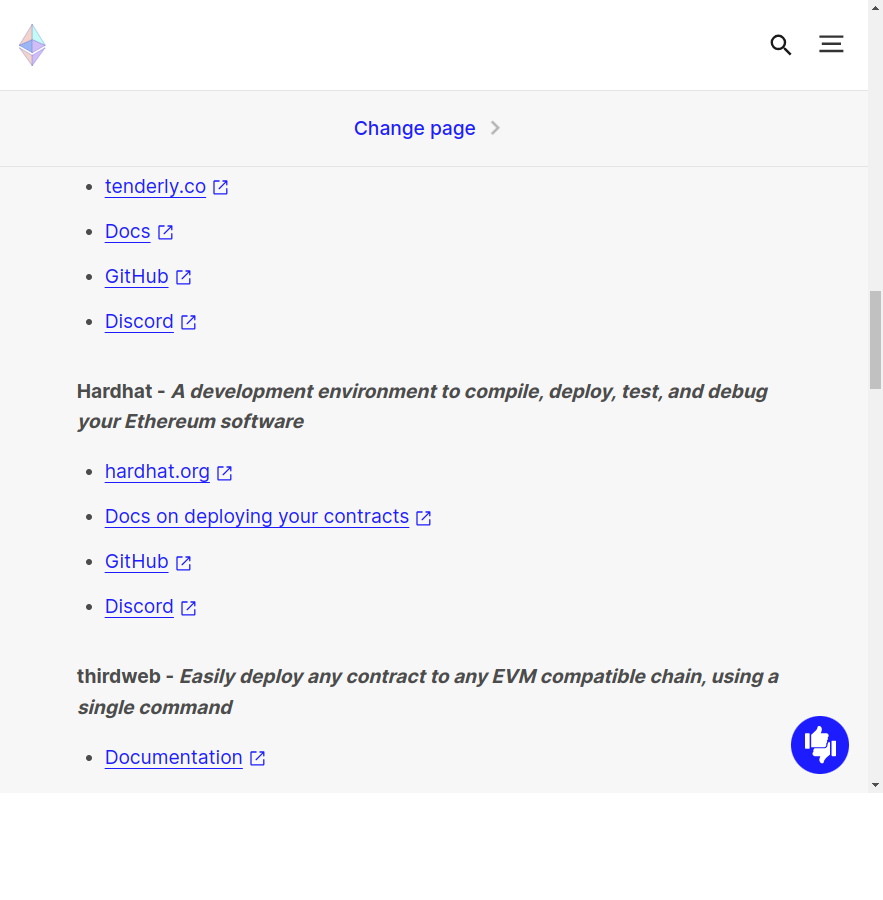 Change page
tenderly.co
Docs
GitHub
Discord
Hardhat - A development environment to compile, deploy, test, and debug
your Ethereum software
hardhat.org
Docs on deploying your contracts
GitHub
Discord
thirdweb - Easily deploy any contract to any EVM compatible chain, using a
single command
Documentation